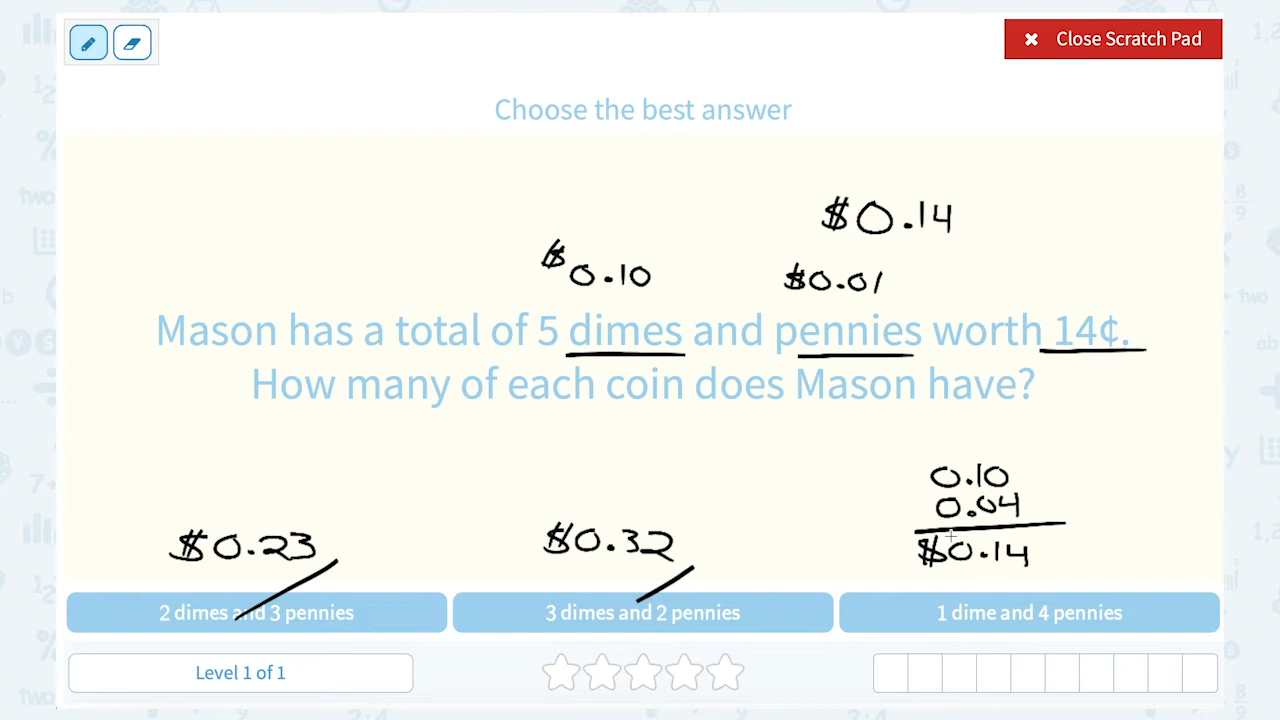 Close Scratch Pad
Choose the best answer
$0.14
$0.10 $0.01
Mason has a total of 5 dimes and pennies worth 14¢.
How many of each coin does Mason have?
0.10
0.04
$0.23 $0.32 $0.14
2 dimes and 3 pennies 3 dimes and 2 pennies 1 dime and 4 pennies
Level 1 of 1